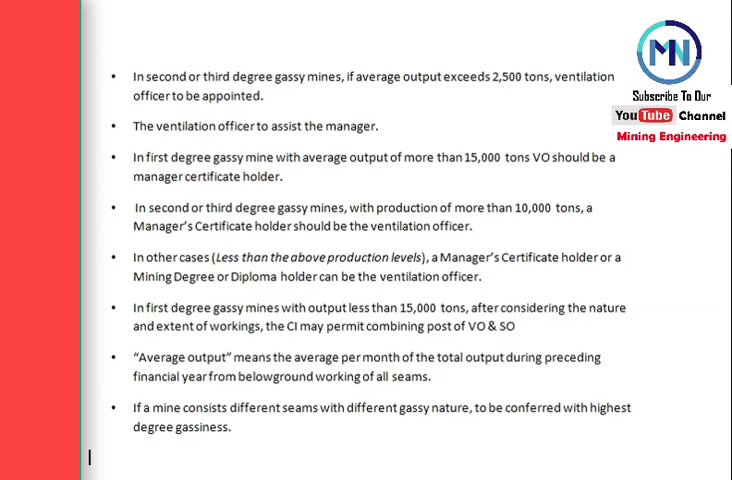 MN
Subscribe To Our
YouTube Channel
Mining Engineering
• In second or third degree gassy mines, if average output exceeds 2,500 tons, ventilation
officer to be appointed.
• The ventilation officer to assist the manager.
• In first degree gassy mine with average output of more than 15,000 tons VO should be a
manager certificate holder.
• In second or third degree gassy mines, with production of more than 10,000 tons, a
Manager's Certificate holder should be the ventilation officer.
• In other cases (Less than the above production levels), a Manager's Certificate holder or a
Mining Degree or Diploma holder can be the ventilation officer.
• In first degree gassy mines with output less than 15,000 tons, after considering the nature
and extent of workings, the CI may permit combining post of VO & SO
• "Average output" means the average per month of the total output during preceding
financial year from belowground working of all seams.
• If a mine consists different seams with different gassy nature, to be conferred with highest
degree gassiness.